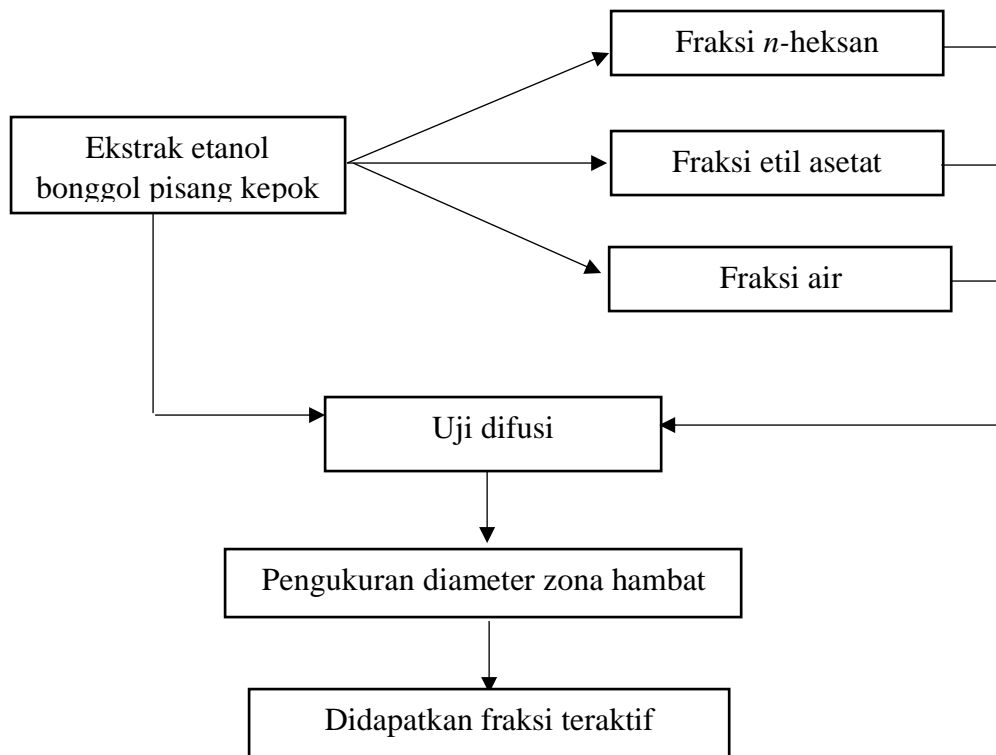 Fraksi n-heksan
Ekstrak etanol
bonggol pisang kepok
Fraksi etil asetat
Fraksi air
Uji difusi
Pengukuran diameter zona hambat
Didapatkan fraksi teraktif